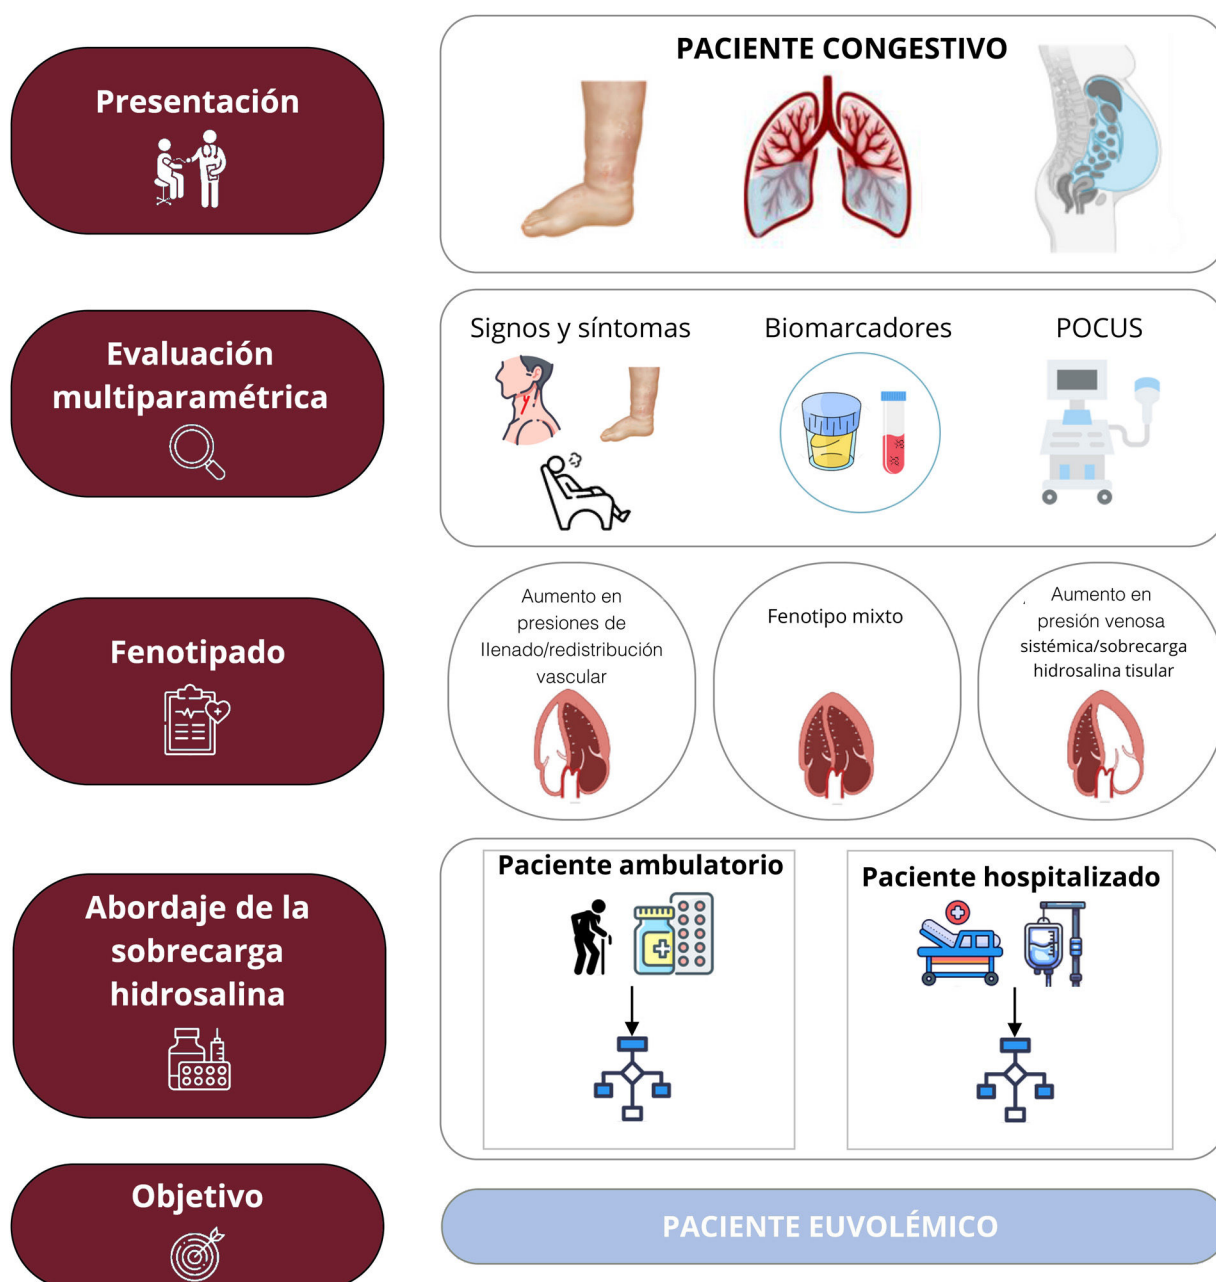 Presentación
PACIENTE CONGESTIVO
Evaluación
multiparamétrica
Signos y síntomas
Biomarcadores
POCUS
Fenotipado
Aumento en
presiones de
llenado/redistribución
vascular
Fenotipo mixto
Aumento en
presión venosa
sistémica/sobrecarga
hidrosalina tisular
Abordaje de la
sobrecarga
hidrosalina
Paciente ambulatorio
Paciente hospitalizado
Objetivo
PACIENTE EUVOLÉMICO